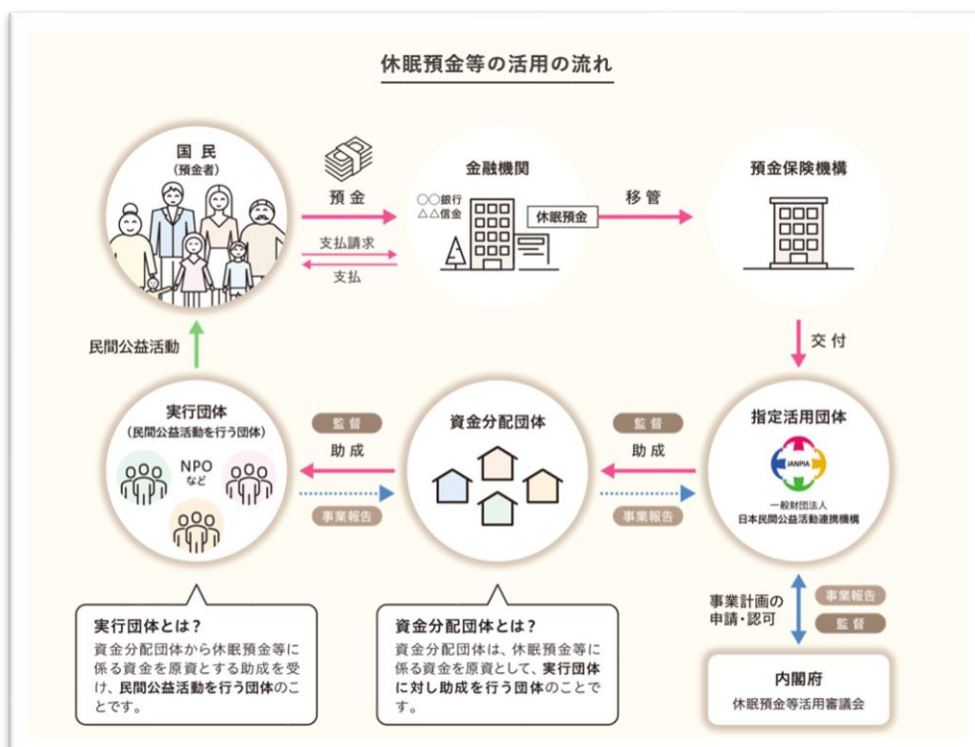 休眠預金等の活用の流れ
国民
(預金者)
預金
支払請求
支払
金融機関
○○銀行
△△信金
休眠預金
移管
預金保険機構
交付
民間公益活動
実行団体
(民間公益活動を行う団体)
NPO
など
監督
助成
事業報告
資金分配団体
監督
助成
事業報告
指定活用団体
JANPIA
一般財団法人
日本民間公益活動連携機構
実行団体とは?
資金分配団体から休眠預金等に
係る資金を原資とする助成を受
け、民間公益活動を行う団体のこ
とです。
資金分配団体とは?
資金分配団体は、休眠預金等に
係る資金を原資として、実行団体
に対し助成を行う団体のことで
す。
事業計画の
申請・認可
事業報告
監督
内閣府
休眠預金等活用審議会